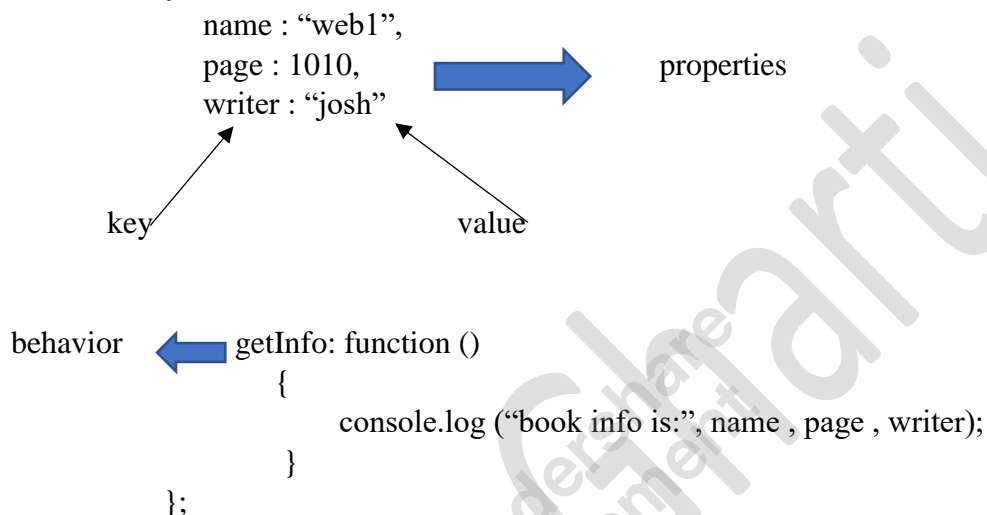 name : “web1”,
page : 1010, properties
writer : “josh”
key value
behavior getInfo: function ()
{
console.log (“book info is:”, name , page , writer);
}
};